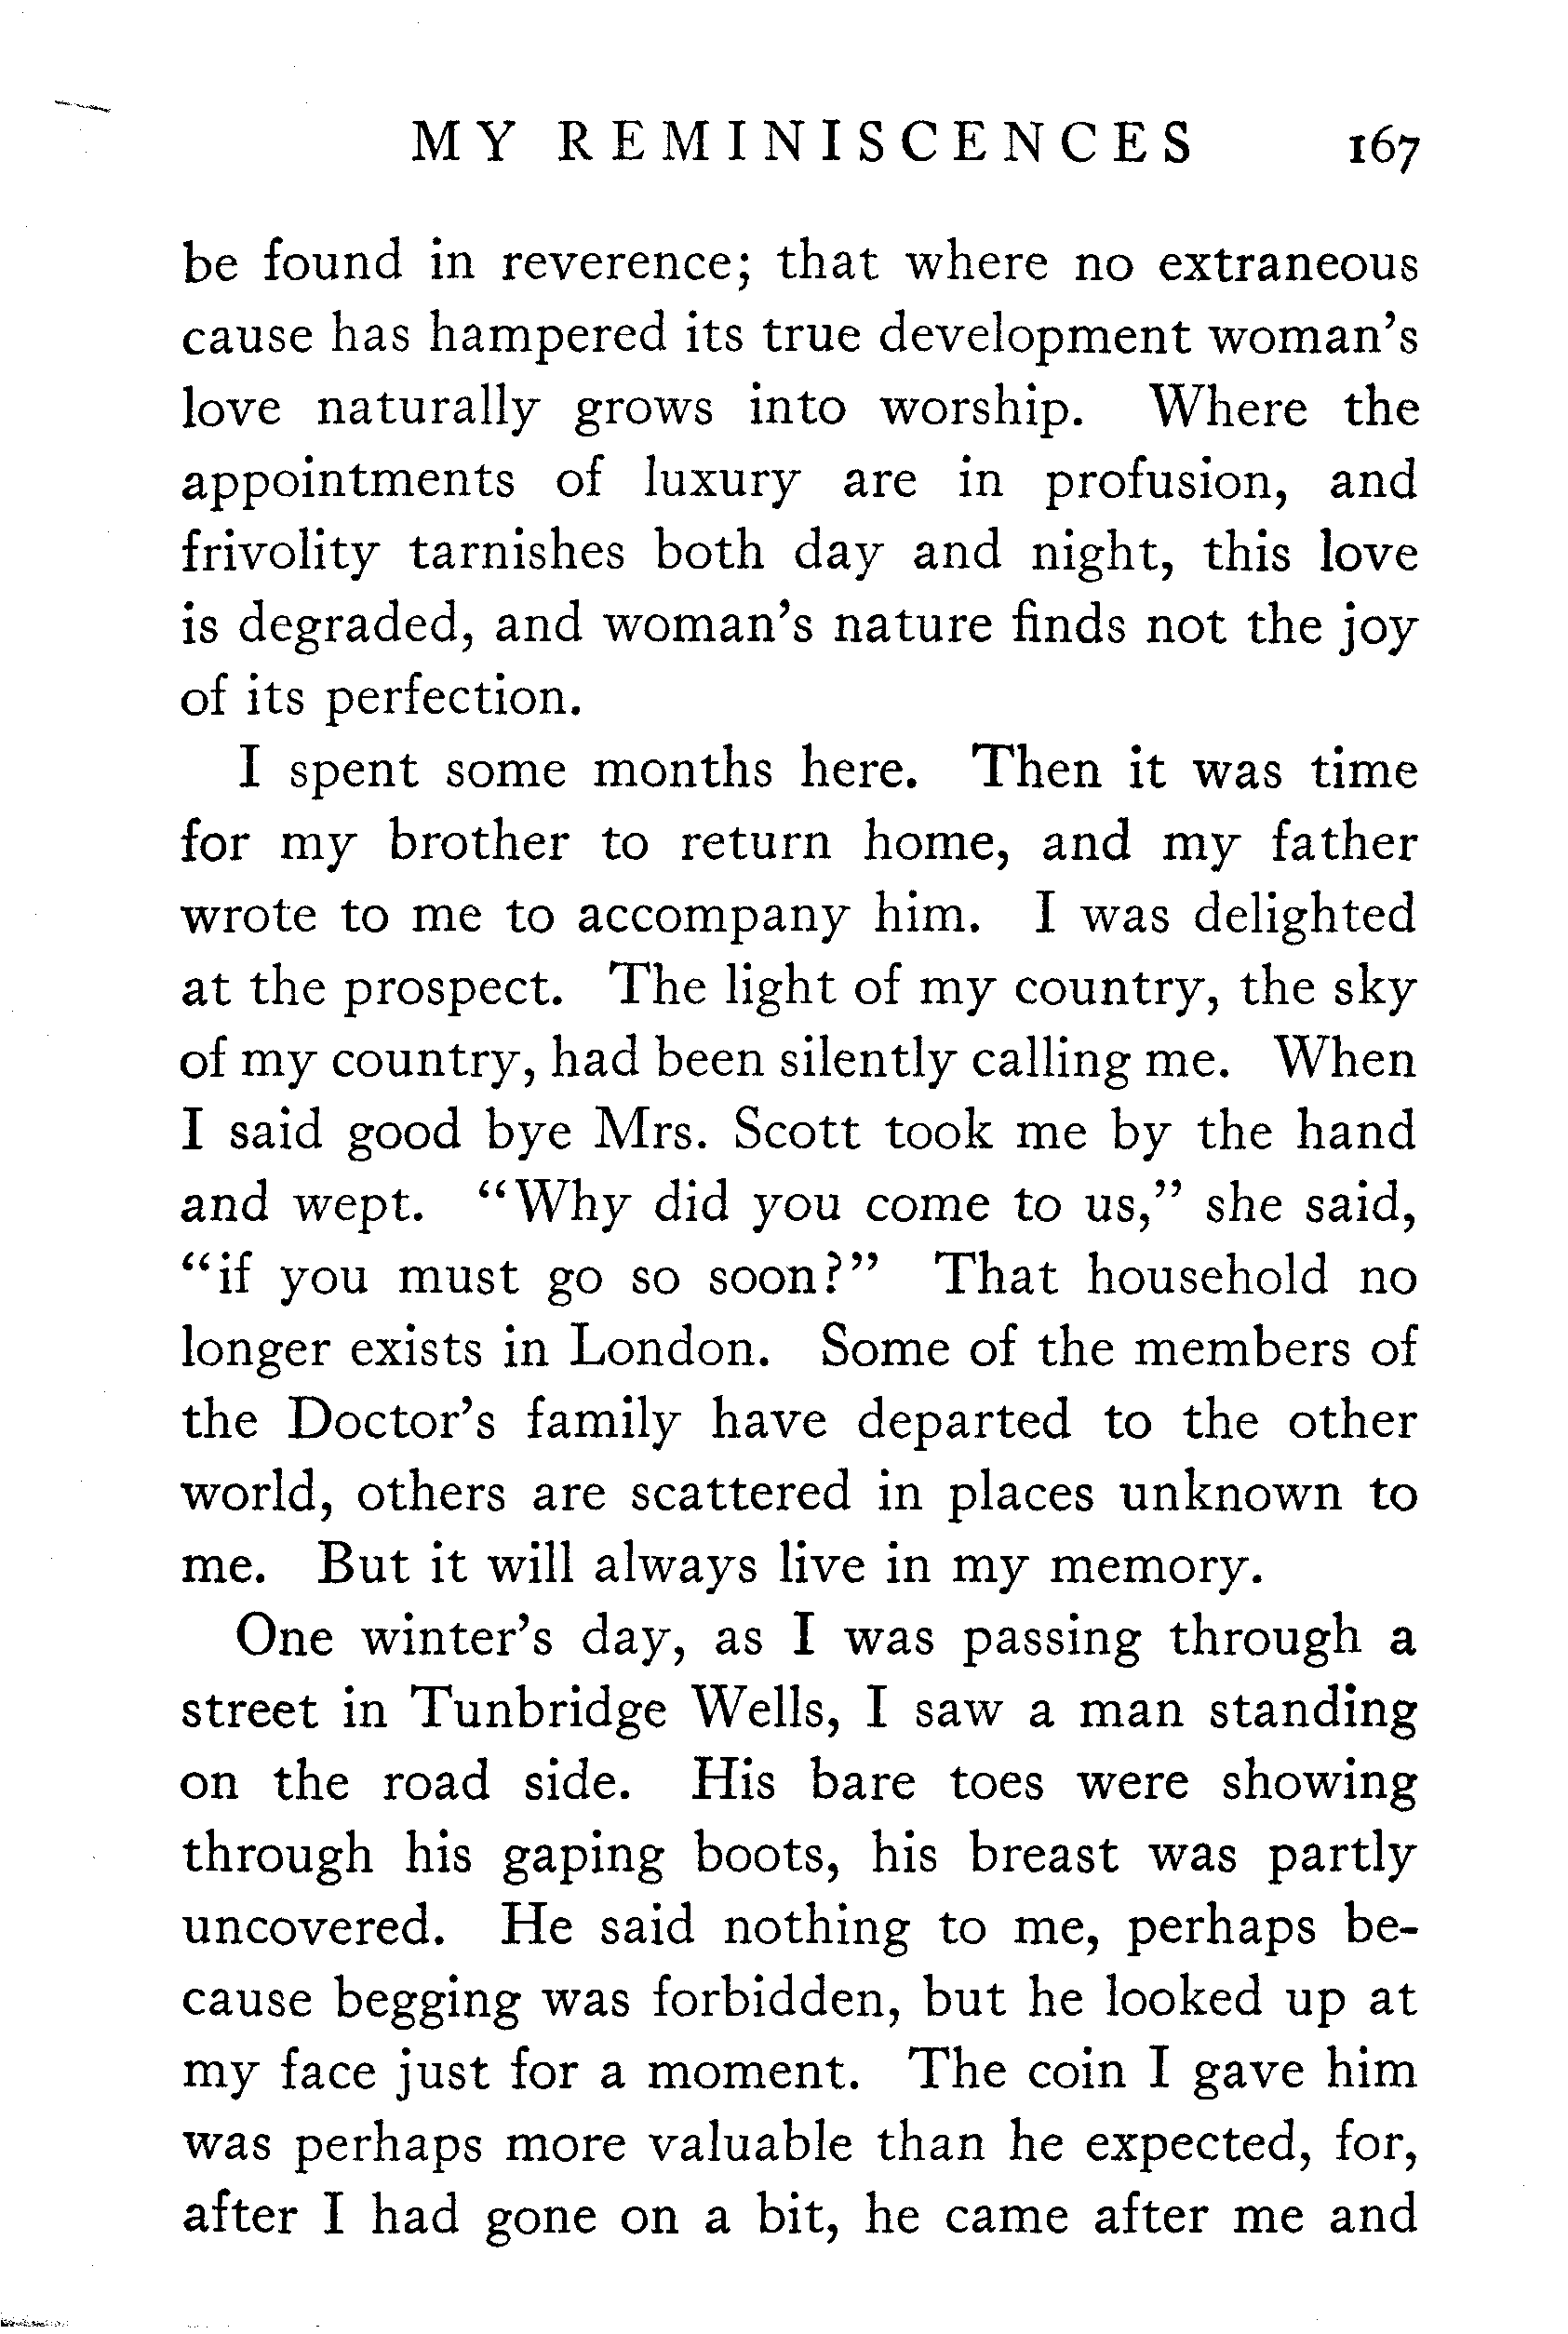 MY REMINISCENCES 167
be found in reverence; that where no extraneous
cause has hampered its true development woman's
love naturally grows into worship. Where the
appointments of luxury are in profusion, and
frivolity tarnishes both day and night, this love
is degraded, and woman's nature finds not the joy
of its perfection.
I spent some months here. Then it was time
for my brother to return home, and my father
wrote to me to accompany him. I was delighted
at the prospect. The light of my country, the sky
of my country, had been silently calling me. When
I said good bye Mrs. Scott took me by the hand
and wept. "Why did you come to us," she said,
"if you must go so soon?" That household no
longer exists in London. Some of the members of
the Doctor's family have departed to the other
world, others are scattered in places unknown to
me. But it will always live in my memory.
One winter's day, as I was passing through a
street in Tunbridge Wells, I saw a man standing
on the road side. His bare toes were showing
through his gaping boots, his breast was partly
uncovered. He said nothing to me, perhaps be-
cause begging was forbidden, but he looked up at
my face just for a moment. The coin I gave him
was perhaps more valuable than he expected, for,
after I had gone on a bit, he came after me and